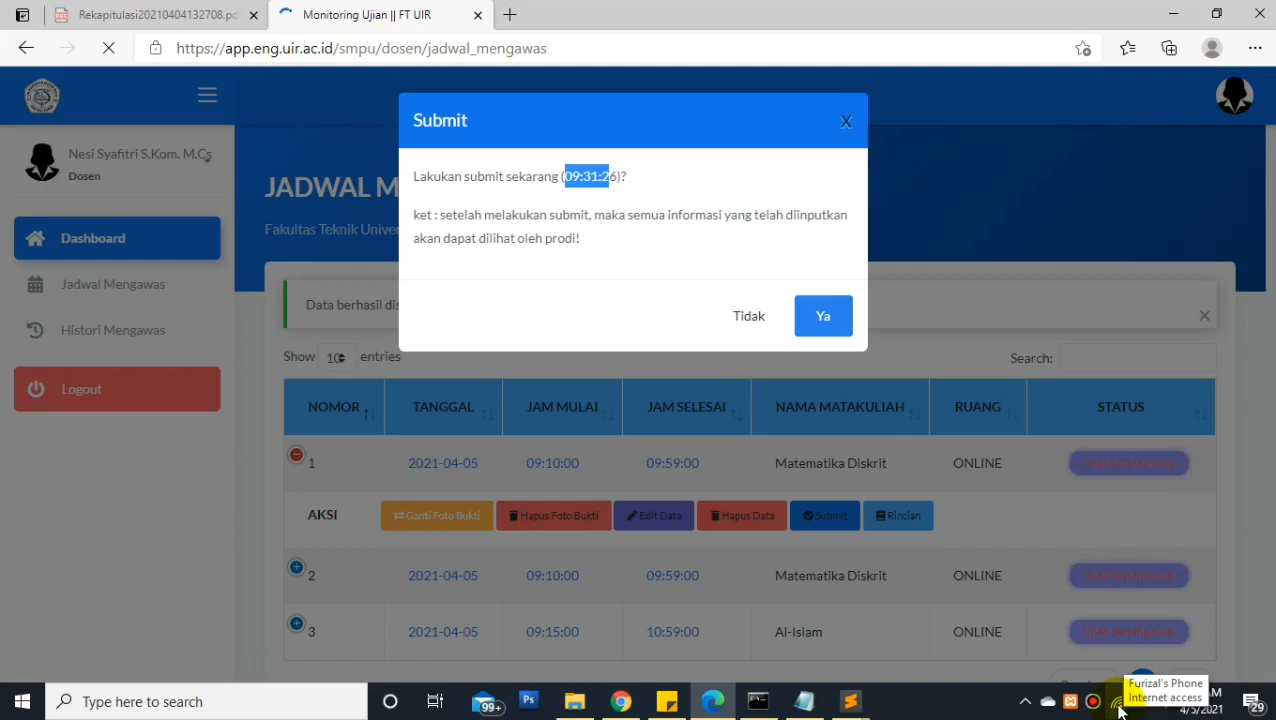 Rekapitulasi20210404132708.pd
Monitoring Ujian || FT UIR
https://app.eng.uir.ac.id/smpu/dosen/jadwal_mengawas
Submit
X
Nesi Syafitri S.Kom. M.Cs
Dosen
JADWAL M
Fakultas Teknik Univer
Lakukan submit sekarang (09:31:26)?
ket : setelah melakukan submit, maka semua informasi yang telah diinputkan
akan dapat dilihat oleh prodi!
Tidak
Ya
Dashboard
Jadwal Mengawas
Histori Mengawas
Logout
Data berhasil dis
Show 10 entries
Search:
NOMOR TANGGAL JAM MULAI JAM SELESAI NAMA MATAKULIAH RUANG STATUS
1 2021-04-05 09:10:00 09:59:00 Matematika Diskrit ONLINE
AKSI Ganti Foto Bukti Hapus Foto Bukti Edit Data Hapus Data Submit Rincian
2 2021-04-05 09:10:00 09:59:00 Matematika Diskrit ONLINE
3 2021-04-05 09:15:00 10:59:00 Al-Islam ONLINE
Furizal's Phone
Internet access
Type here to search
99+
Ps
4/5/2021
29